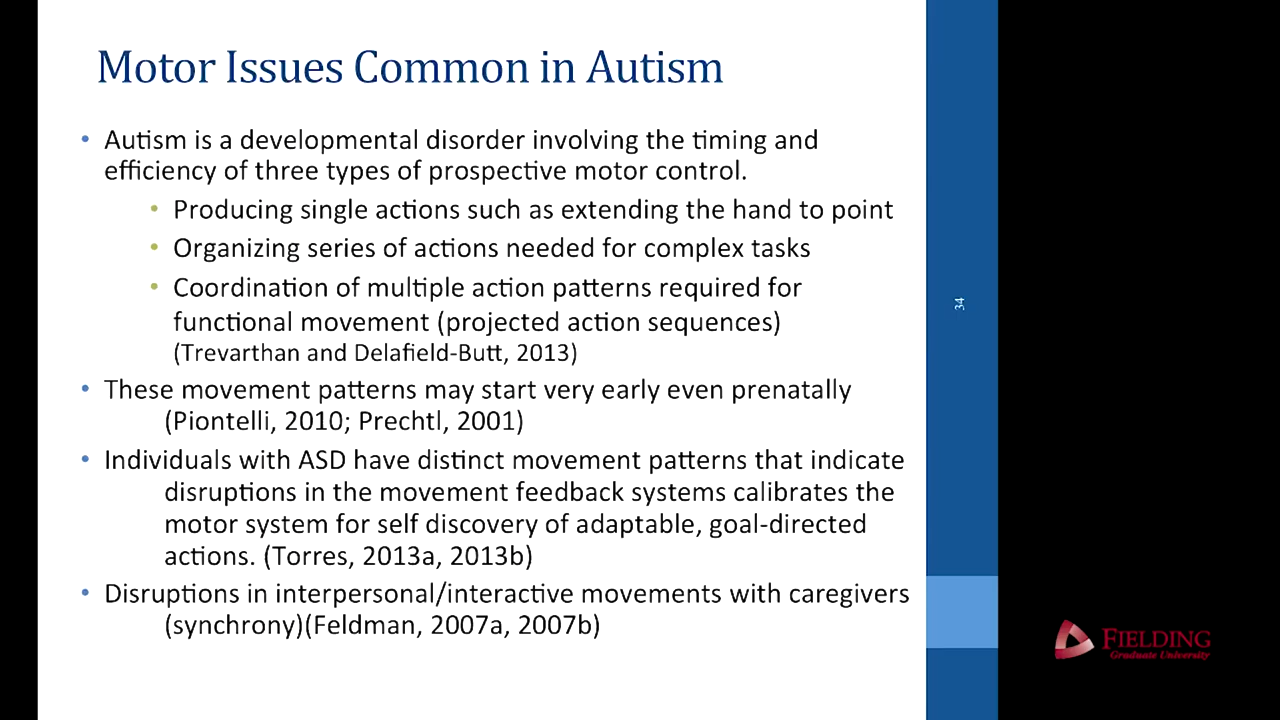 Motor Issues Common in Autism
• Autism is a developmental disorder involving the timing and
efficiency of three types of prospective motor control.
• Producing single actions such as extending the hand to point
• Organizing series of actions needed for complex tasks
• Coordination of multiple action patterns required for
functional movement (projected action sequences)
(Trevarthan and Delafield-Butt, 2013)
• These movement patterns may start very early even prenatally
(Piontelli, 2010; Prechtl, 2001)
• Individuals with ASD have distinct movement patterns that indicate
disruptions in the movement feedback systems calibrates the
motor system for self discovery of adaptable, goal-directed
actions. (Torres, 2013a, 2013b)
• Disruptions in interpersonal/interactive movements with caregivers
(synchrony)(Feldman, 2007a, 2007b)
34
FIELDING
Graduate University